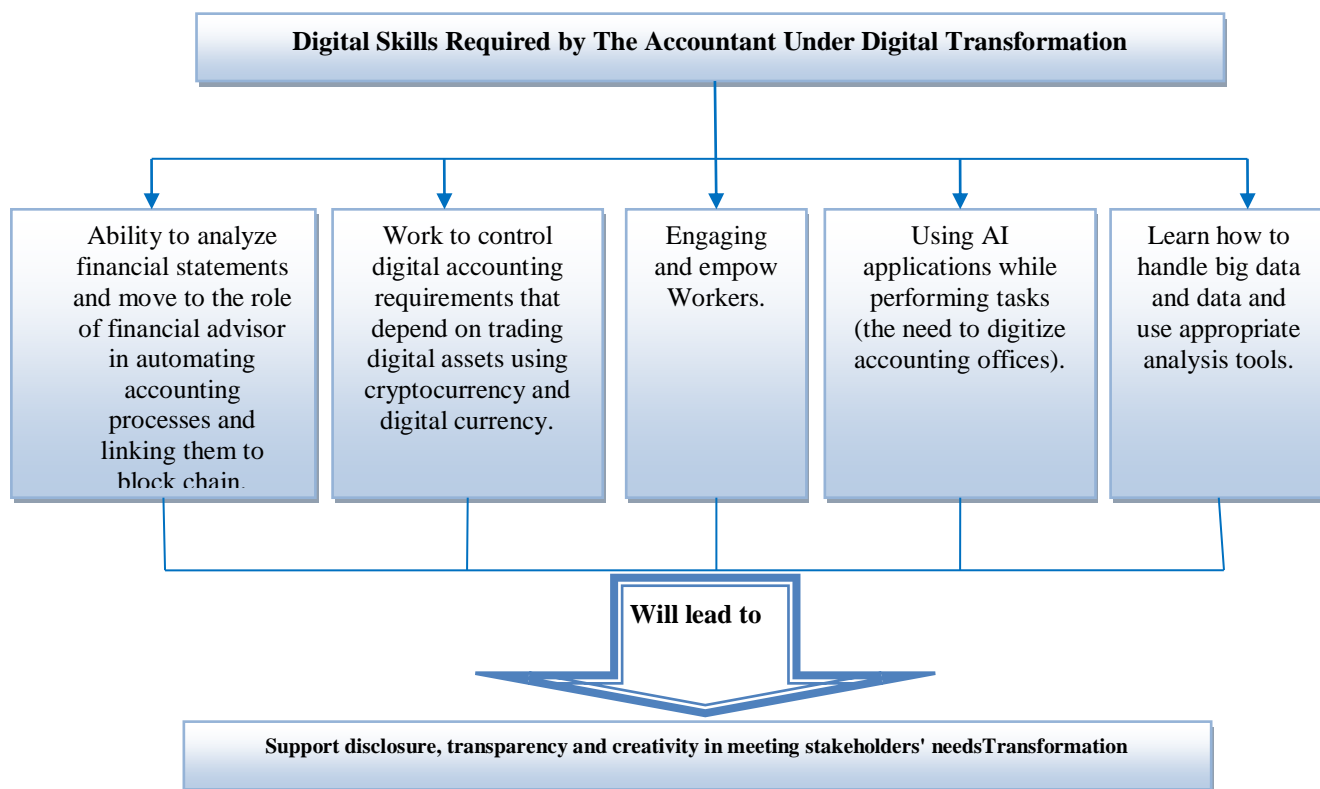 Digital Skills Required by The Accountant Under Digital Transformation
Ability to analyze
financial statements
and move to the role
of financial advisor
in automating
accounting
processes and
linking them to
block chain.
Work to control
digital accounting
requirements that
depend on trading
digital assets using
cryptocurrency and
digital currency.
Engaging
and empow
Workers.
Using AI
applications while
performing tasks
(the need to digitize
accounting offices).
Learn how to
handle big data
and data and
use appropriate
analysis tools.
Will lead to
Support disclosure, transparency and creativity in meeting stakeholders' needsTransformation